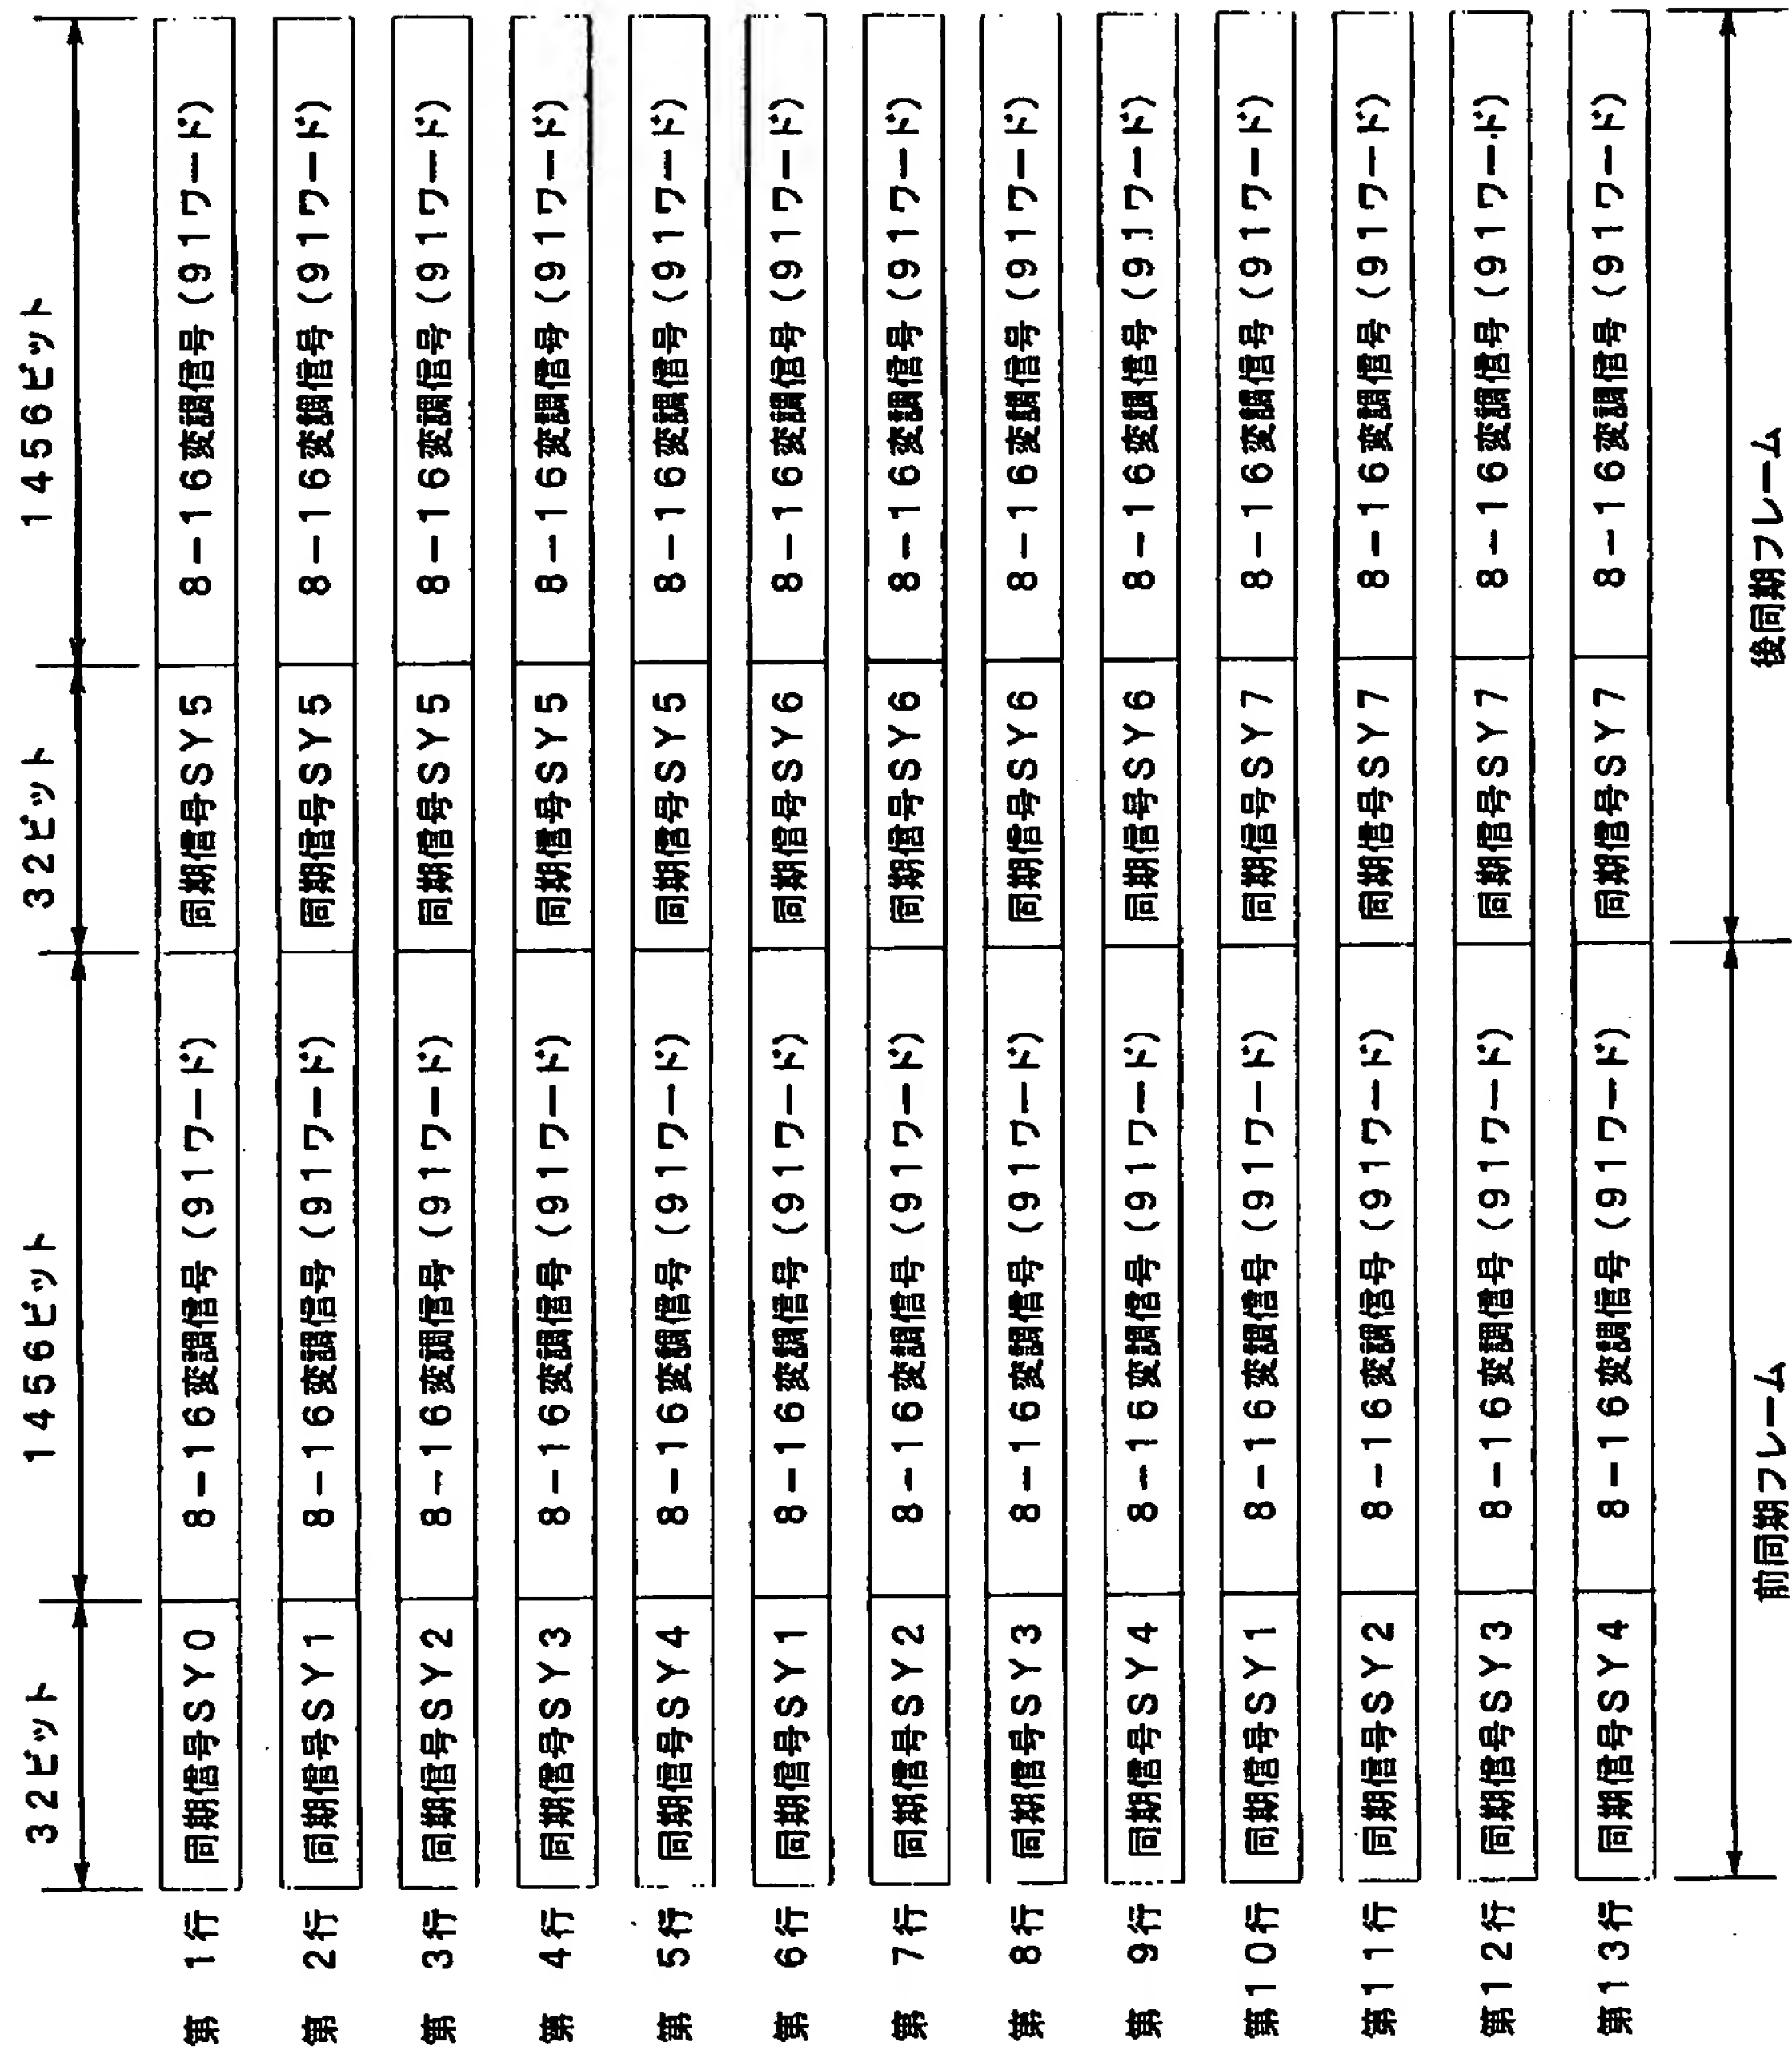 32ビット 1456ビット 32ビット 1456ビット
第 1行 同期信号SY0 8-16変調信号(91ワード) 同期信号SY5 8-16変調信号(91ワード)
第 2行 同期信号SY1 8-16変調信号(91ワード) 同期信号SY5 8-16変調信号(91ワード)
第 3行 同期信号SY2 8-16変調信号(91ワード) 同期信号SY5 8-16変調信号(91ワード)
第 4行 同期信号SY3 8-16変調信号(91ワード) 同期信号SY5 8-16変調信号(91ワード)
第 5行 同期信号SY4 8-16変調信号(91ワード) 同期信号SY5 8-16変調信号(91ワード)
第 6行 同期信号SY1 8-16変調信号(91ワード) 同期信号SY6 8-16変調信号(91ワード)
第 7行 同期信号SY2 8-16変調信号(91ワード) 同期信号SY6 8-16変調信号(91ワード)
第 8行 同期信号SY3 8-16変調信号(91ワード) 同期信号SY6 8-16変調信号(91ワード)
第 9行 同期信号SY4 8-16変調信号(91ワード) 同期信号SY6 8-16変調信号(91ワード)
第10行 同期信号SY1 8-16変調信号(91ワード) 同期信号SY7 8-16変調信号(91ワード)
第11行 同期信号SY2 8-16変調信号(91ワード) 同期信号SY7 8-16変調信号(91ワード)
第12行 同期信号SY3 8-16変調信号(91ワード) 同期信号SY7 8-16変調信号(91ワード)
第13行 同期信号SY4 8-16変調信号(91ワード) 同期信号SY7 8-16変調信号(91ワード)
前同期フレーム 後同期フレーム